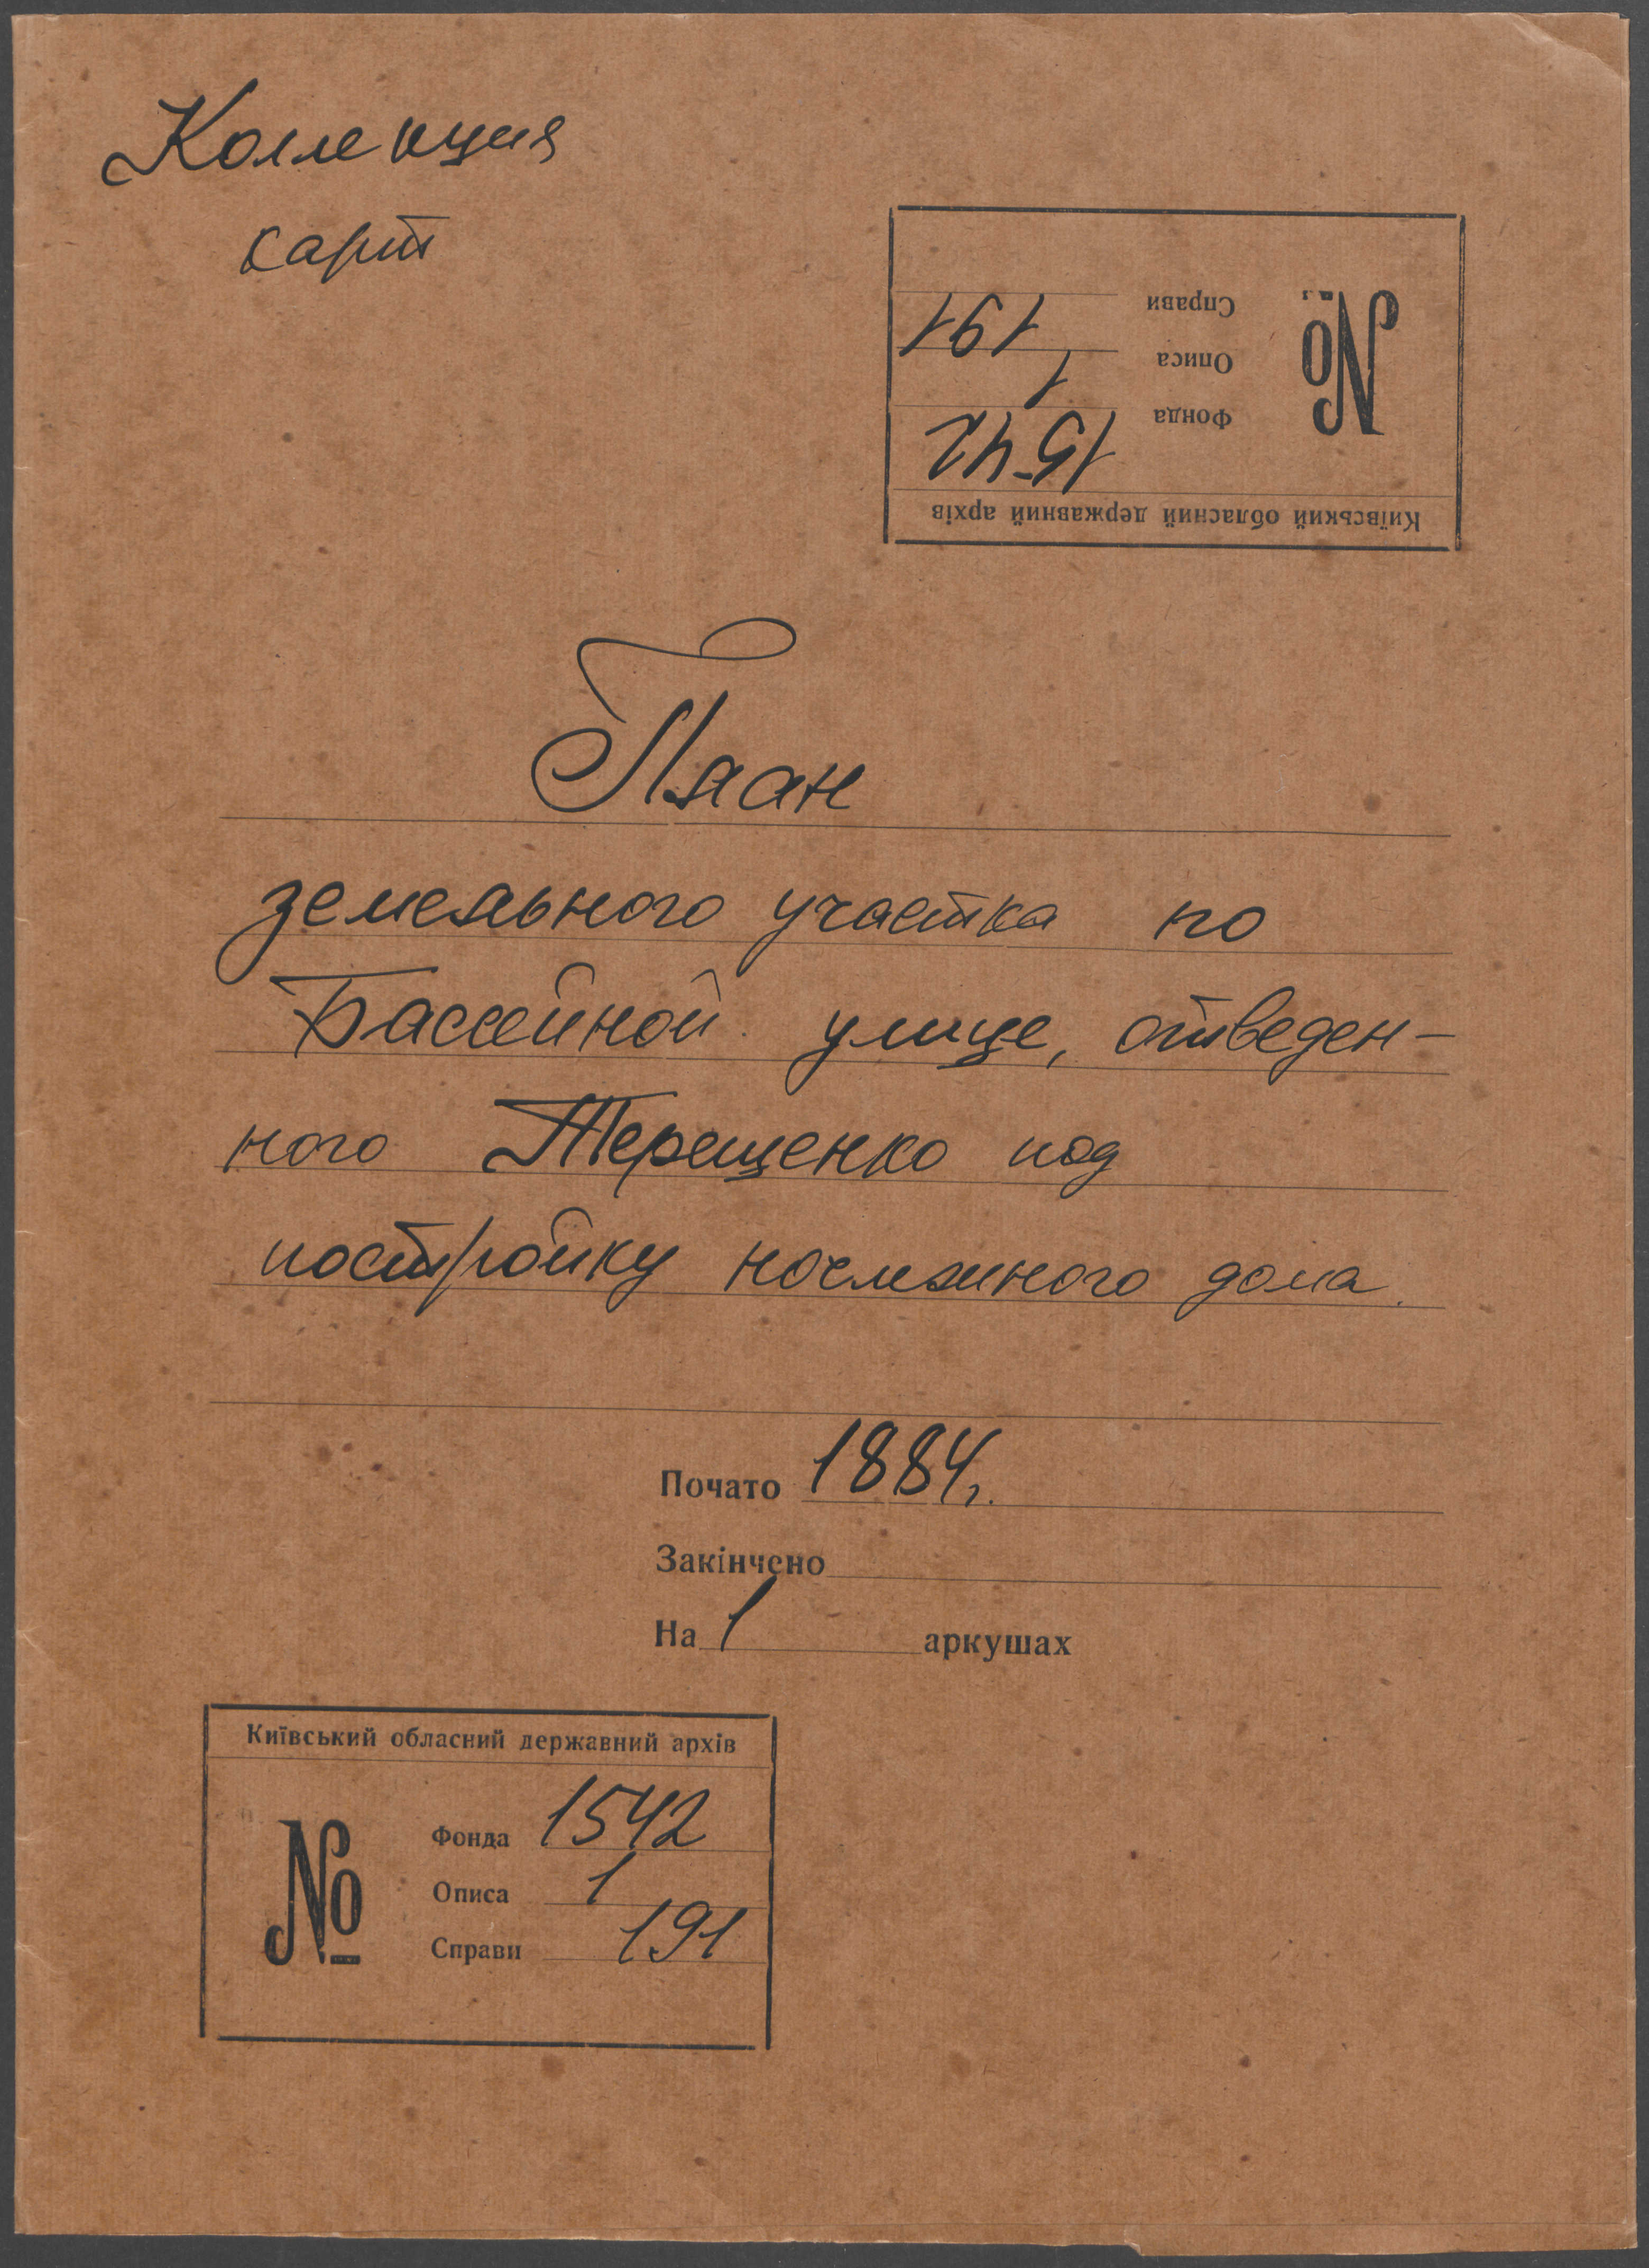 Коллекция
карт
Київський обласний державний архів
№
Фонда 1542
Описа 1
Справи 191
План
земельного участка по
Бассейной улице, отведен-
ного Терещенко под
постройку ночлежного дома.
Почато 1884 г.
Закінчено
На 1 аркушах
Київський обласний державний архів
№
Фонда 1542
Описа 1
Справи 191